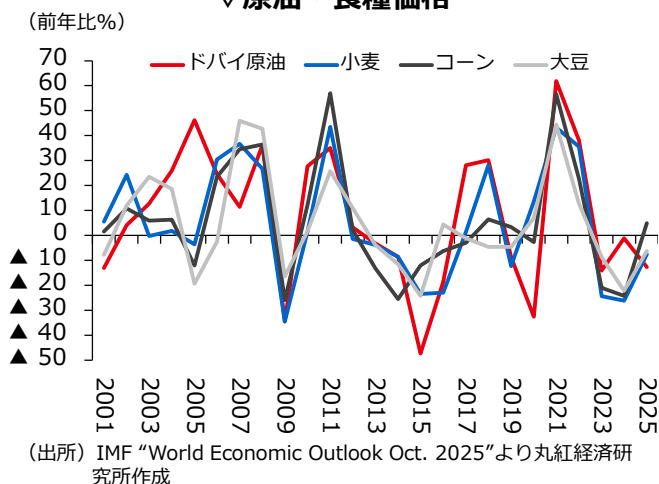 ▽原油・食糧価格
（前年比%）
70
60
50
40
30
20
10
0
▲ 10
▲ 20
▲ 30
▲ 40
▲ 50
ドバイ原油 小麦 コーン 大豆
2001 2003 2005 2007 2009 2011 2013 2015 2017 2019 2021 2023 2025
（出所）IMF “World Economic Outlook Oct. 2025”より丸紅経済研
究所作成